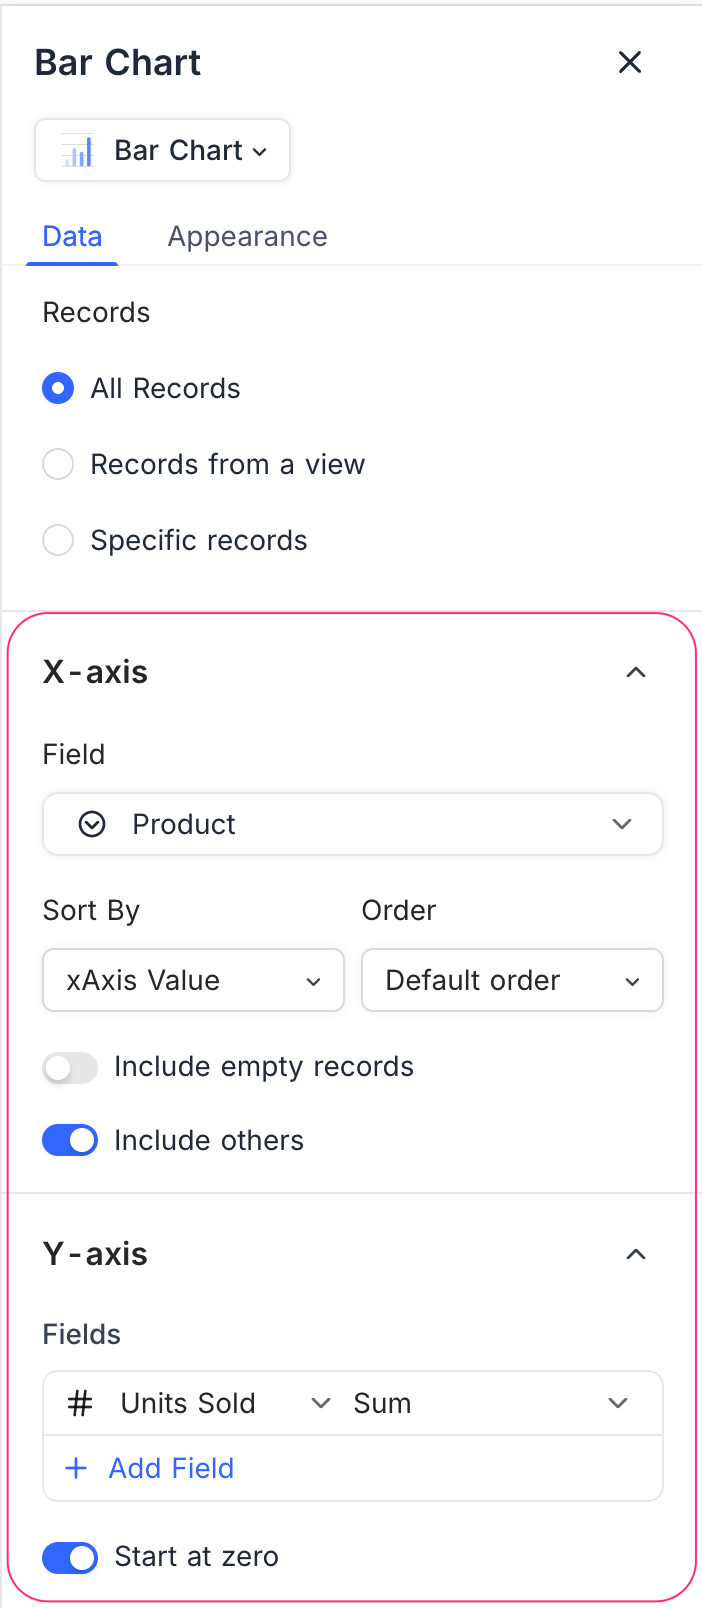 Bar Chart
Bar Chart
Data Appearance
Records
All Records
Records from a view
Specific records
X-axis
Field
Product
Sort By Order
xAxis Value Default order
Include empty records
Include others
Y-axis
Fields
# Units Sold Sum
+ Add Field
Start at zero